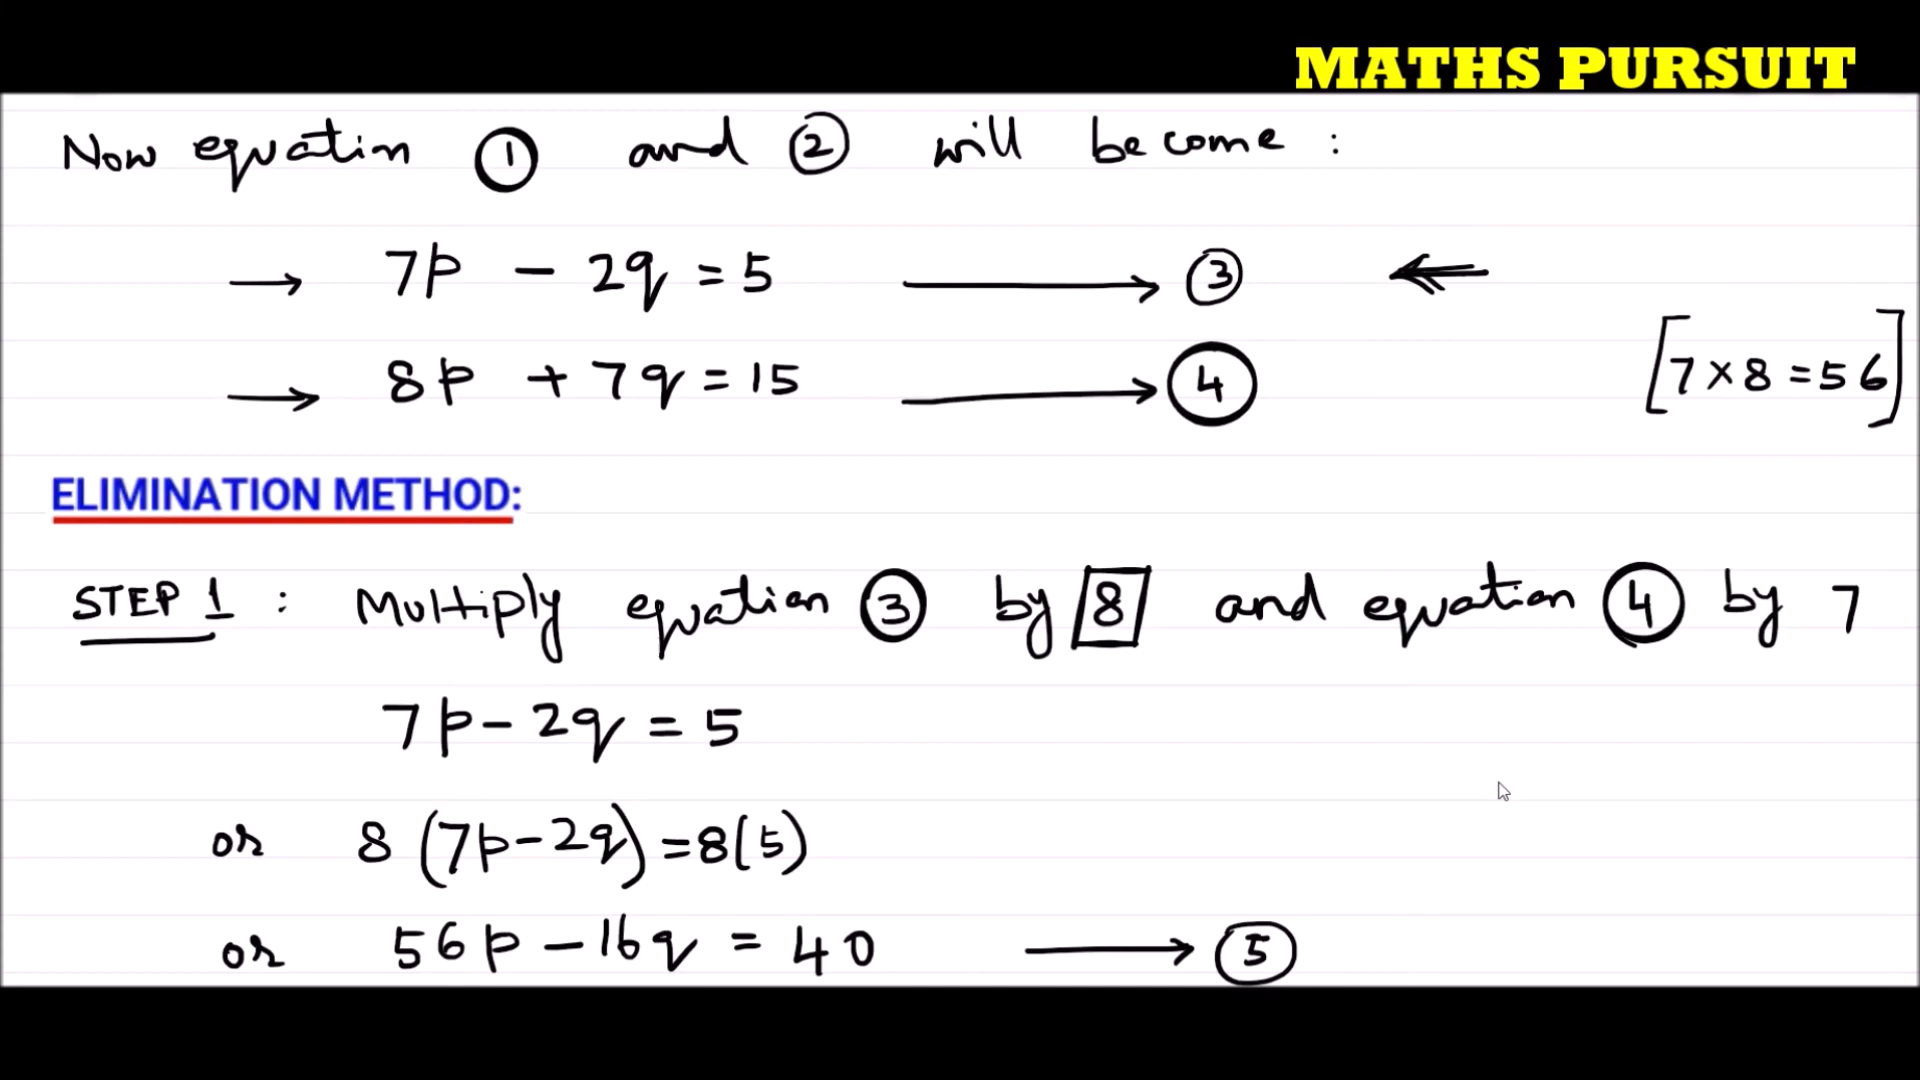 MATHS PURSUIT
Now equation ① and ② will become :
→ 7p - 2q = 5 → ③ ⇐
→ 8p + 7q = 15 → ④
[7 × 8 = 56]
ELIMINATION METHOD:
STEP 1 : Multiply equation ③ by 8 and equation ④ by 7
7p - 2q = 5
or 8 (7p - 2q) = 8(5)
or 56p - 16q = 40 → ⑤